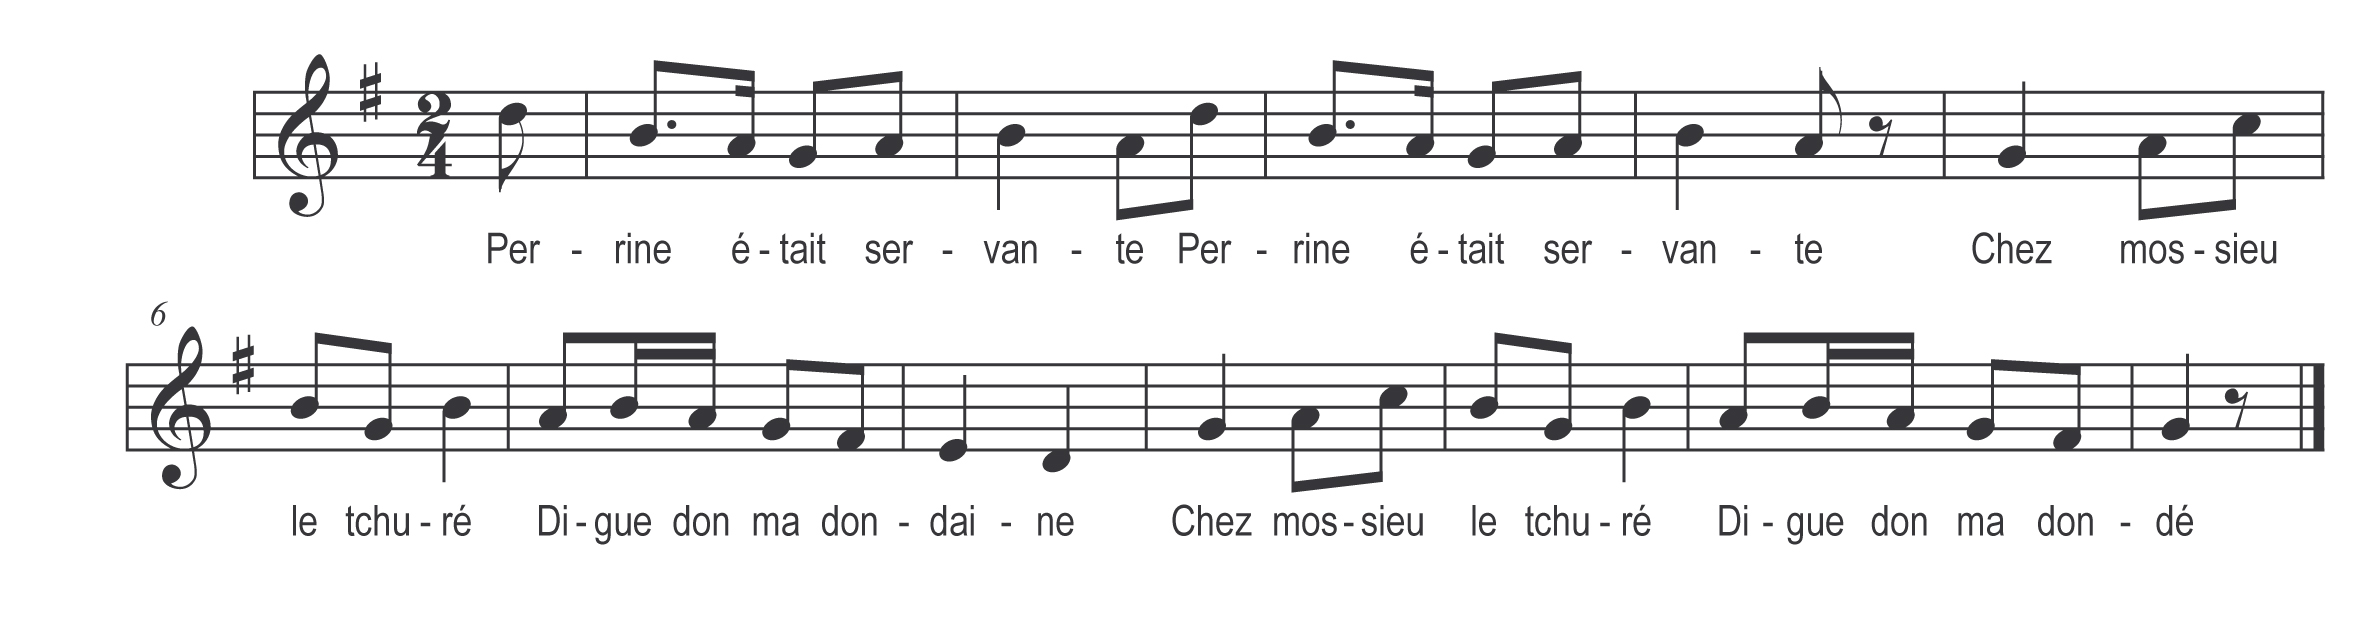 2
4
Per - rine é - tait ser - van - te Per - rine é - tait ser - van - te Chez mos - sieu
6
le tchu - ré Di - gue don ma don - dai - ne Chez mos - sieu le tchu - ré Di - gue don ma don - dé